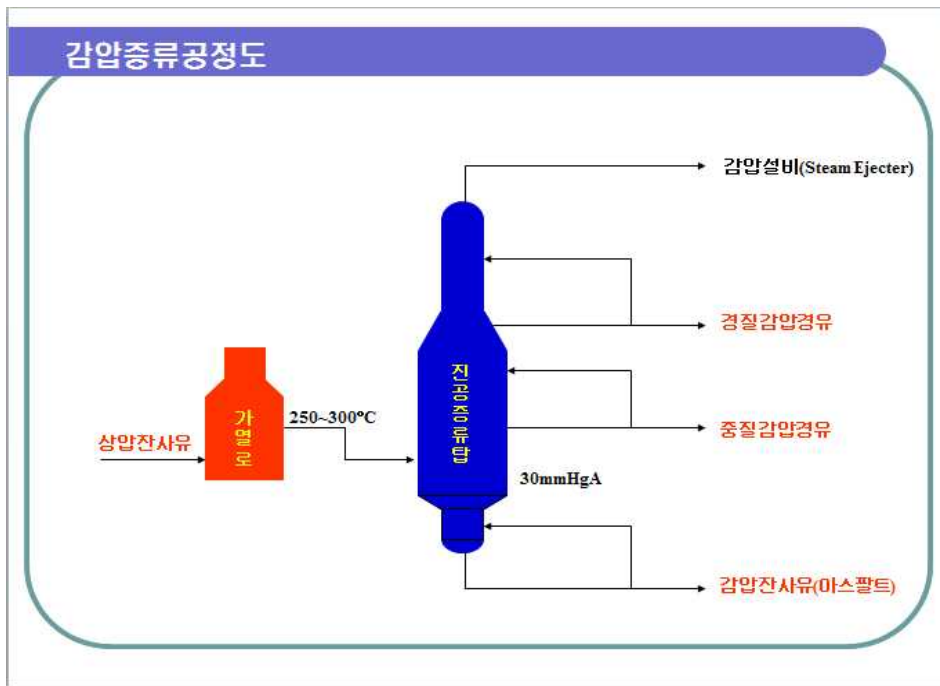 감압증류공정도
감압설비(Steam Ejecter)
경질감압경유
진공증류탑
가열로
250~300°C
상압잔사유
중질감압경유
30mmHgA
감압잔사유(아스팔트)